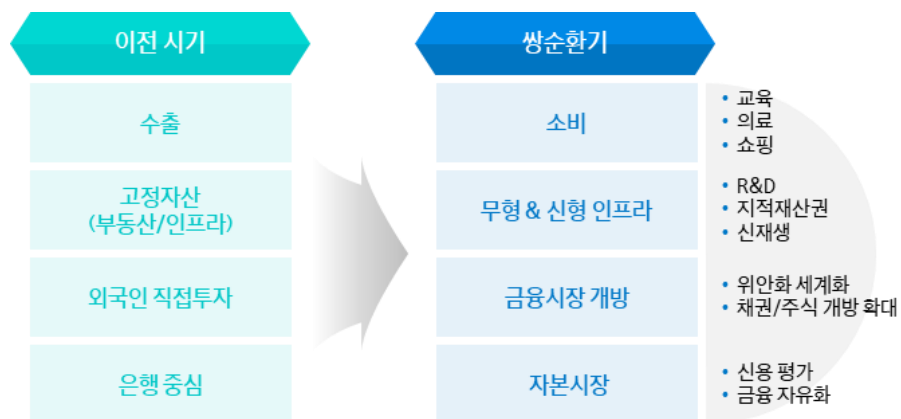 이전 시기
쌍순환기
수출
소비
• 교육
• 의료
• 쇼핑
고정자산
(부동산/인프라)
무형 & 신형 인프라
• R&D
• 지적재산권
• 신재생
외국인 직접투자
금융시장 개방
• 위안화 세계화
• 채권/주식 개방 확대
은행 중심
자본시장
• 신용 평가
• 금융 자유화